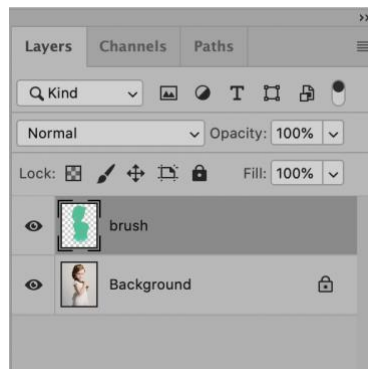 Layers Channels Paths
Kind T
Normal Opacity: 100%
Lock: Fill: 100%
brush
Background